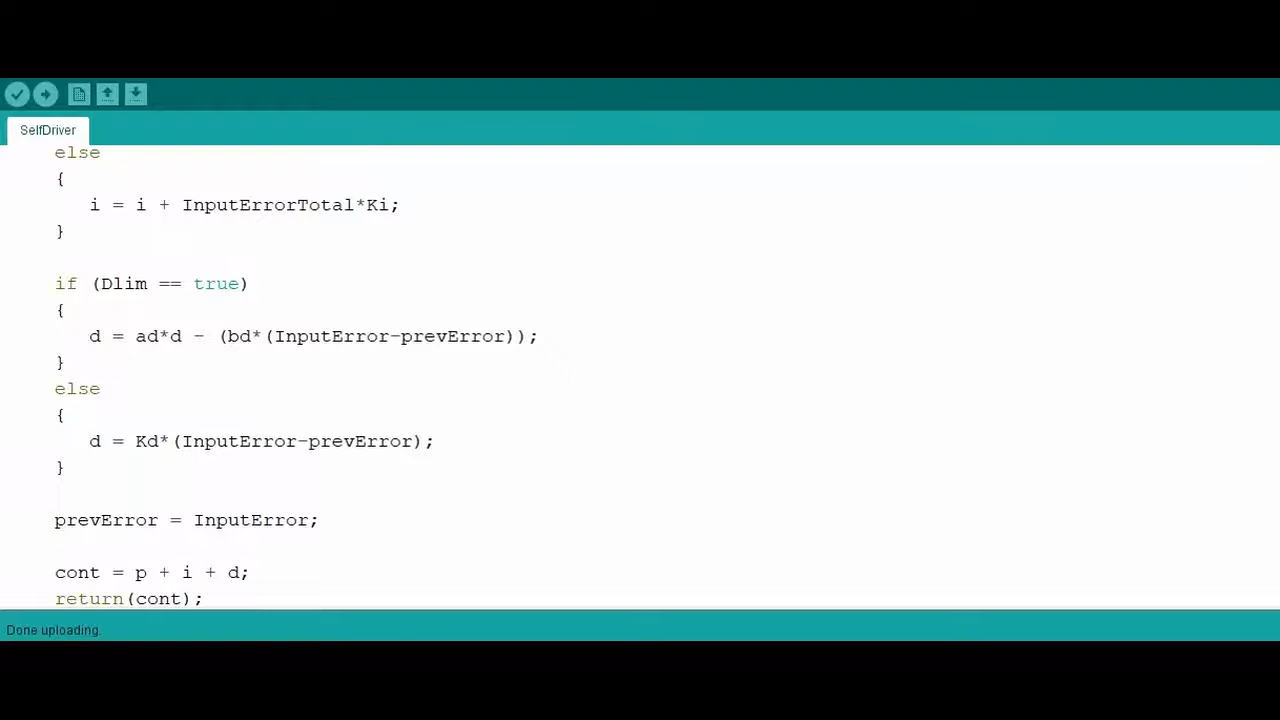 SelfDriver
else
{
i = i + InputErrorTotal*Ki;
}
if (Dlim == true)
{
d = ad*d - (bd*(InputError-prevError));
}
else
{
d = Kd*(InputError-prevError);
}
prevError = InputError;
cont = p + i + d;
return(cont);
Done uploading.